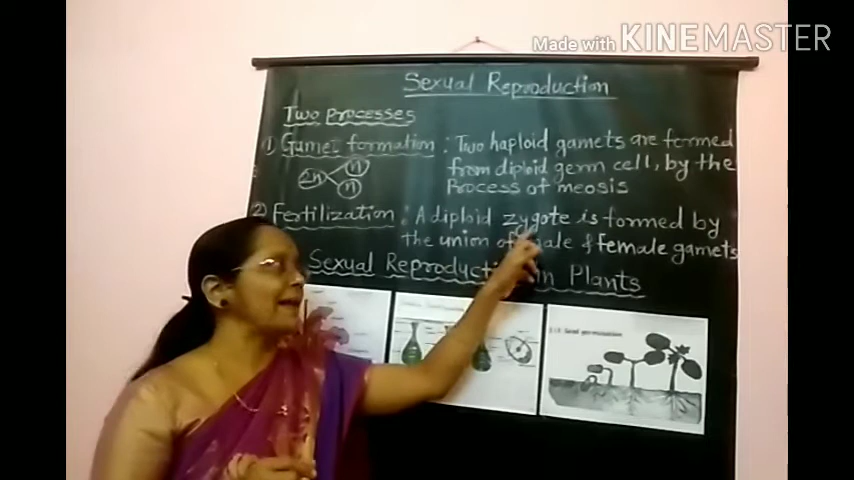 Made with KINEMASTER
Sexual Reproduction
Two processes
1) Gamet formation : Two haploid gamets are formed
from diploid germ cell, by the
Process of meosis
2n n
n
2) Fertilization : A diploid zygote is formed by
the union of male & Female gamets
Sexual Reproduction in Plants
Seed germination